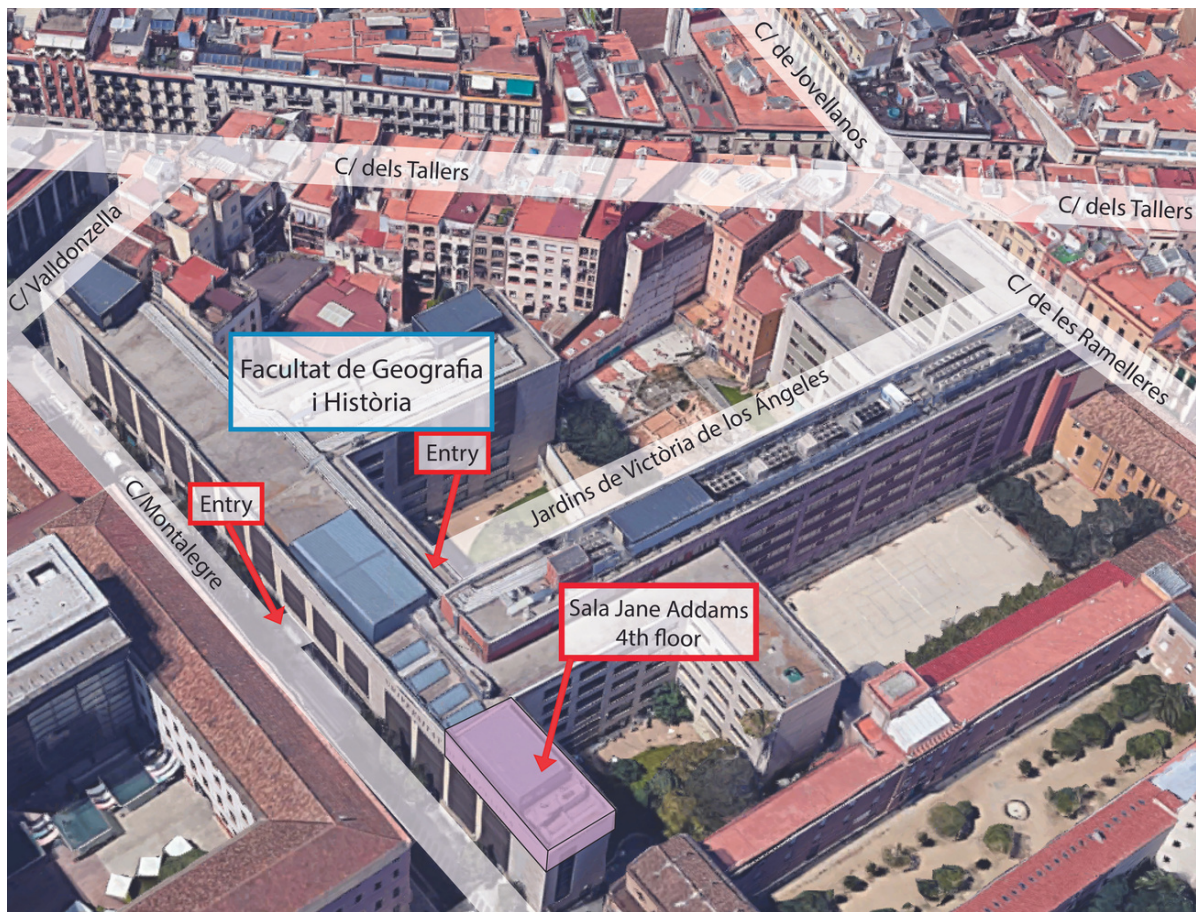 C/ de Jovellanos
C/ dels Tallers
C/ dels Tallers
C/ Valldonzella
C/ de les Ramelleres
Facultat de Geografia
i Història
Jardins de Victòria de los Ángeles
Entry
Entry
C/Montalegre
Sala Jane Addams
4th floor